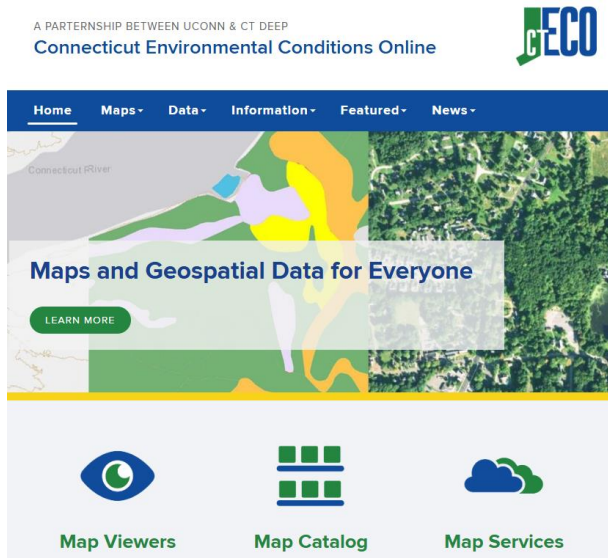 A PARTERNSHIP BETWEEN UCONN & CT DEEP
Connecticut Environmental Conditions Online
CT ECO
Home Maps Data Information Featured News
Connecticut River
Maps and Geospatial Data for Everyone
LEARN MORE
Map Viewers Map Catalog Map Services